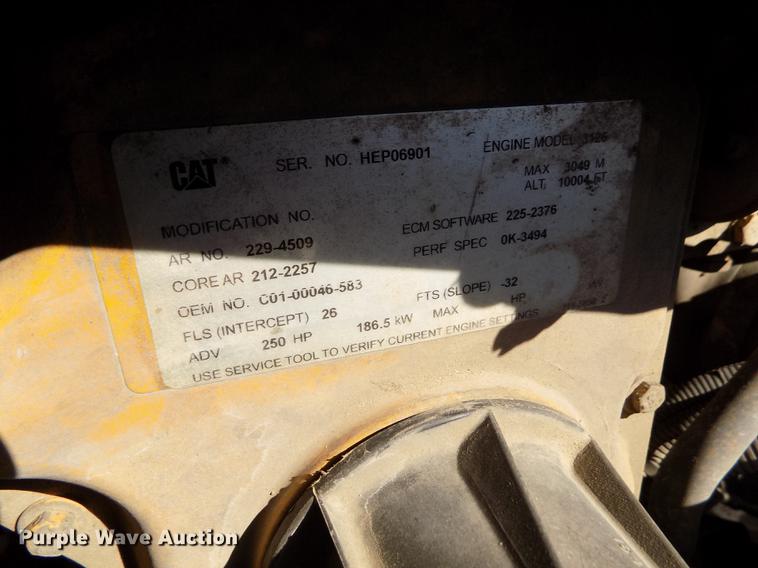 CAT SER. NO. HEP06901 ENGINE MODEL 3126
MAX 3049 M
ALT. 10004 FT
MODIFICATION NO.
ECM SOFTWARE 225-2376
AR NO. 229-4509
PERF SPEC 0K-3494
CORE AR 212-2257
OEM NO. C01-00046-583
FLS (INTERCEPT) 26 FTS (SLOPE) -32
ADV 250 HP 186.5 kW MAX HP kW
USE SERVICE TOOL TO VERIFY CURRENT ENGINE SETTINGS
Purple Wave Auction